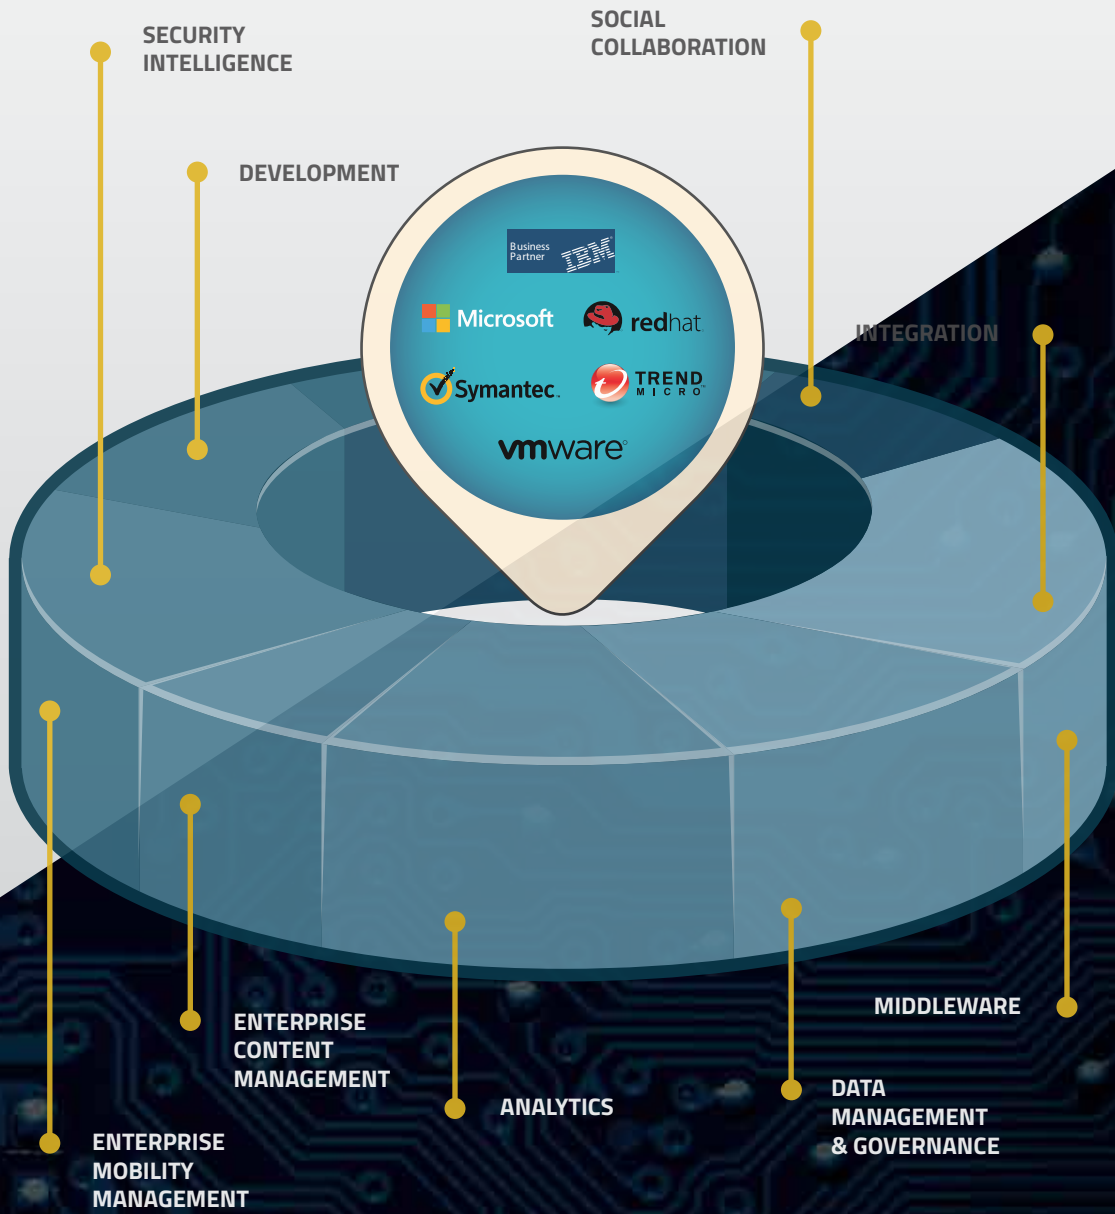 SECURITY
INTELLIGENCE
SOCIAL
COLLABORATION
DEVELOPMENT
Business
Partner
IBM
Microsoft
redhat
INTEGRATION
Symantec
TREND
MICRO
vmware
ENTERPRISE
CONTENT
MANAGEMENT
MIDDLEWARE
ANALYTICS
DATA
MANAGEMENT
& GOVERNANCE
ENTERPRISE
MOBILITY
MANAGEMENT